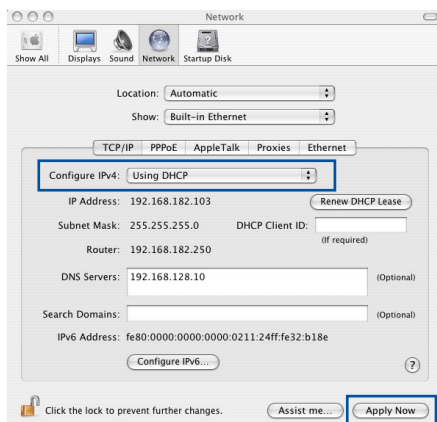 Network
Show All Displays Sound Network Startup Disk
Location: Automatic
Show: Built-in Ethernet
TCP/IP PPPoE AppleTalk Proxies Ethernet
Configure IPv4: Using DHCP
IP Address: 192.168.182.103 Renew DHCP Lease
Subnet Mask: 255.255.255.0 DHCP Client ID:
(If required)
Router: 192.168.182.250
DNS Servers: 192.168.128.10 (Optional)
Search Domains: (Optional)
IPv6 Address: fe80:0000:0000:0000:0211:24ff:fe32:b18e
Configure IPv6... ?
Click the lock to prevent further changes. Assist me... Apply Now